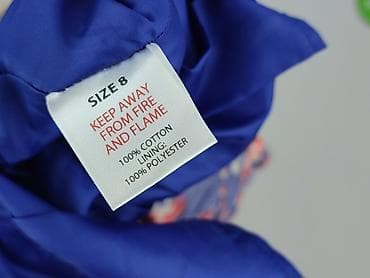 SIZE 8
KEEP AWAY
FROM FIRE
AND FLAME
100% COTTON
LINING:
100% POLYESTER